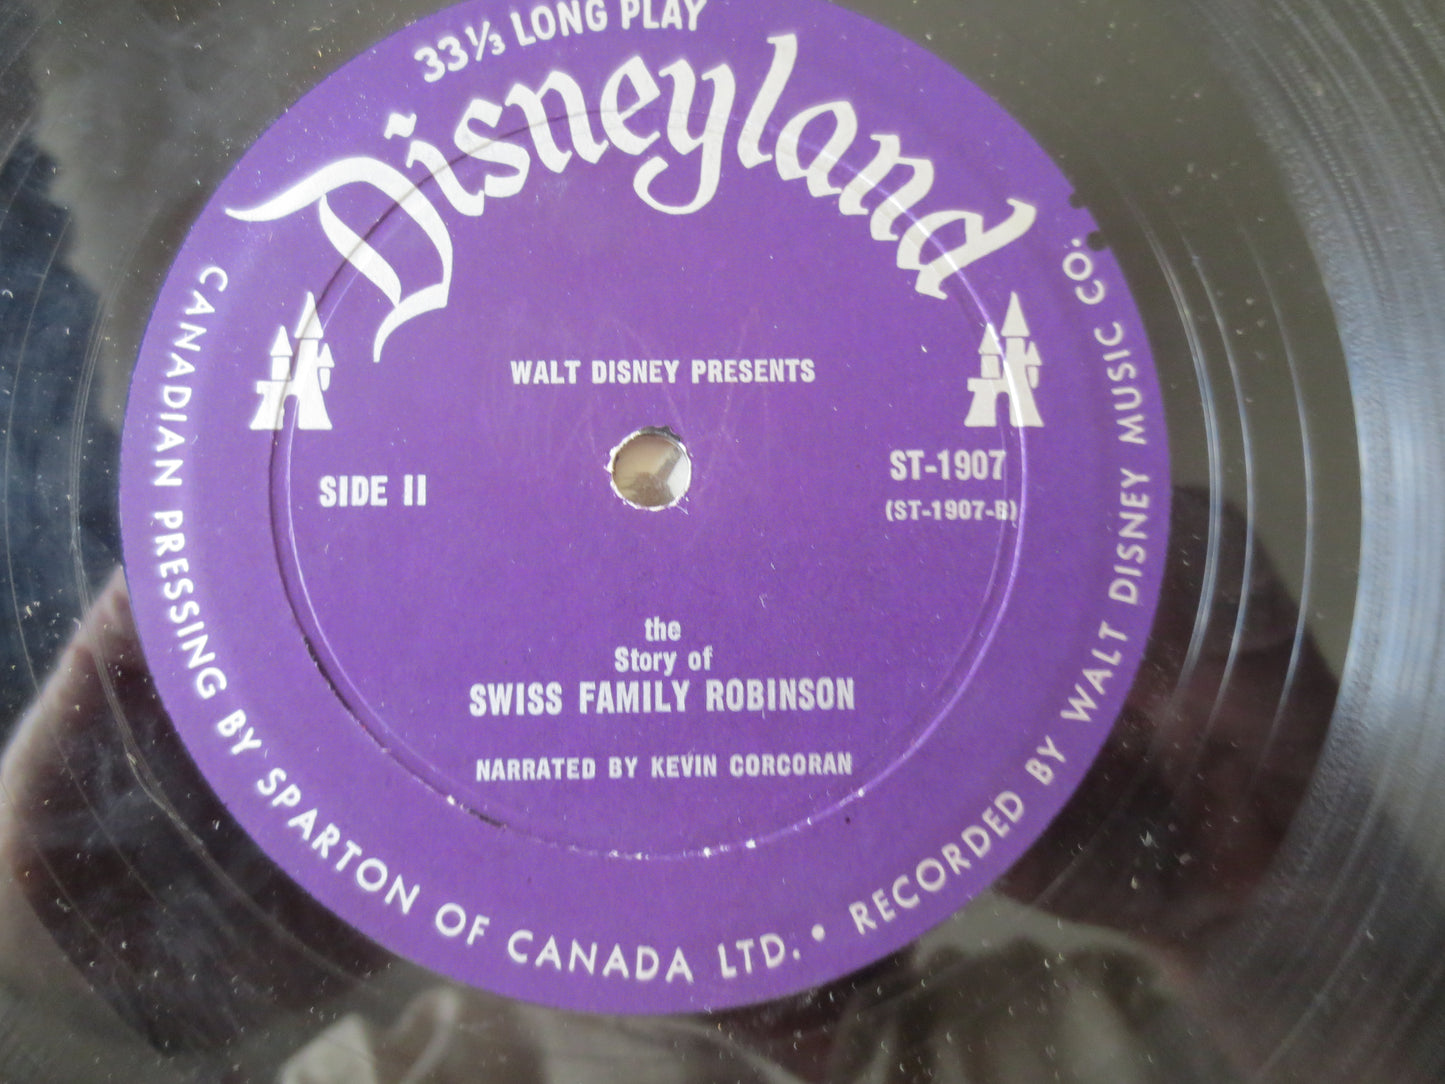 33⅓ LONG PLAY
Disneyland
WALT DISNEY PRESENTS
SIDE II
ST-1907
(ST-1907-B)
the
Story of
SWISS FAMILY ROBINSON
NARRATED BY KEVIN CORCORAN
CANADIAN PRESSING BY SPARTON OF CANADA LTD. • RECORDED BY WALT DISNEY MUSIC CO.